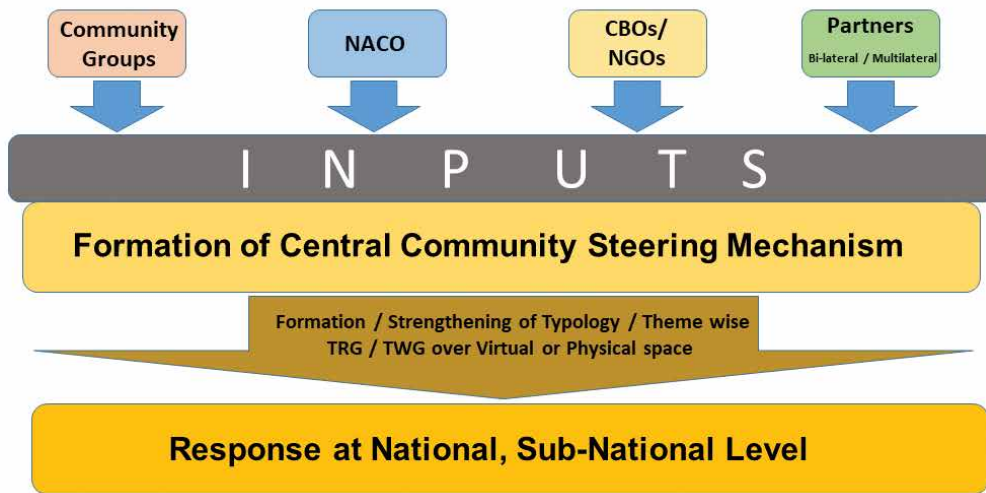 Community
Groups
NACO
CBOs/
NGOs
Partners
Bi-lateral / Multilateral
I N P U T S
Formation of Central Community Steering Mechanism
Formation / Strengthening of Typology / Theme wise
TRG / TWG over Virtual or Physical space
Response at National, Sub-National Level